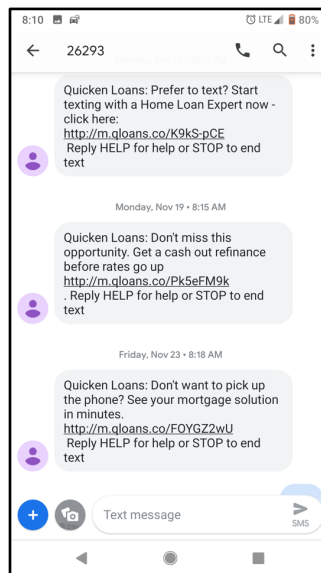 8:10
LTE
80%
26293
Quicken Loans: Prefer to text? Start
texting with a Home Loan Expert now -
click here:
http://m.qloans.co/K9kS-pCE
Reply HELP for help or STOP to end
text
Monday, Nov 19 • 8:15 AM
Quicken Loans: Don't miss this
opportunity. Get a cash out refinance
before rates go up
http://m.qloans.co/Pk5eFM9k
. Reply HELP for help or STOP to end
text
Friday, Nov 23 • 8:18 AM
Quicken Loans: Don't want to pick up
the phone? See your mortgage solution
in minutes.
http://m.qloans.co/FOYGZ2wU
Reply HELP for help or STOP to end
text
Text message
SMS